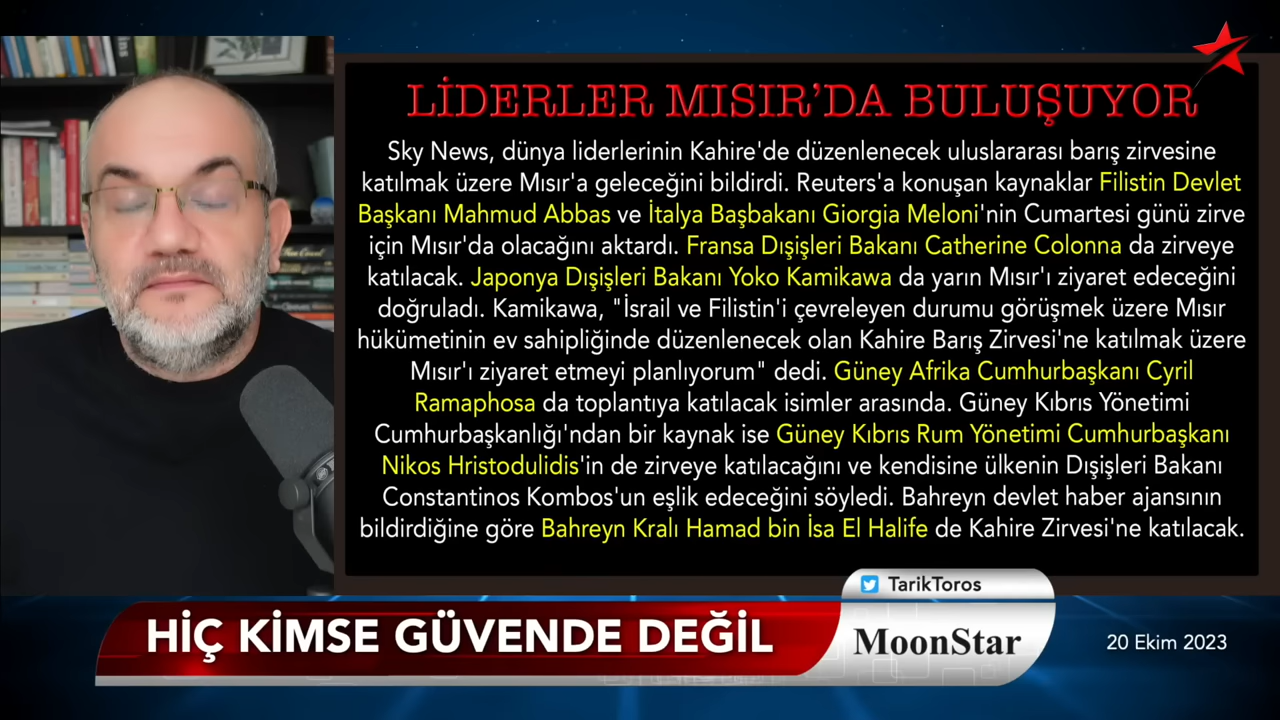 LİDERLER MISIR'DA BULUŞUYOR
Sky News, dünya liderlerinin Kahire'de düzenlenecek uluslararası barış zirvesine
katılmak üzere Mısır'a geleceğini bildirdi. Reuters'a konuşan kaynaklar Filistin Devlet
Başkanı Mahmud Abbas ve İtalya Başbakanı Giorgia Meloni'nin Cumartesi günü zirve
için Mısır'da olacağını aktardı. Fransa Dışişleri Bakanı Catherine Colonna da zirveye
katılacak. Japonya Dışişleri Bakanı Yoko Kamikawa da yarın Mısır'ı ziyaret edeceğini
doğruladı. Kamikawa, "İsrail ve Filistin'i çevreleyen durumu görüşmek üzere Mısır
hükümetinin ev sahipliğinde düzenlenecek olan Kahire Barış Zirvesi'ne katılmak üzere
Mısır'ı ziyaret etmeyi planlıyorum" dedi. Güney Afrika Cumhurbaşkanı Cyril
Ramaphosa da toplantıya katılacak isimler arasında. Güney Kıbrıs Yönetimi
Cumhurbaşkanlığı'ndan bir kaynak ise Güney Kıbrıs Rum Yönetimi Cumhurbaşkanı
Nikos Hristodulidis'in de zirveye katılacağını ve kendisine ülkenin Dışişleri Bakanı
Constantinos Kombos'un eşlik edeceğini söyledi. Bahreyn devlet haber ajansının
bildirdiğine göre Bahreyn Kralı Hamad bin İsa El Halife de Kahire Zirvesi'ne katılacak.
TarikToros
HİÇ KİMSE GÜVENDE DEĞİL
MoonStar
20 Ekim 2023